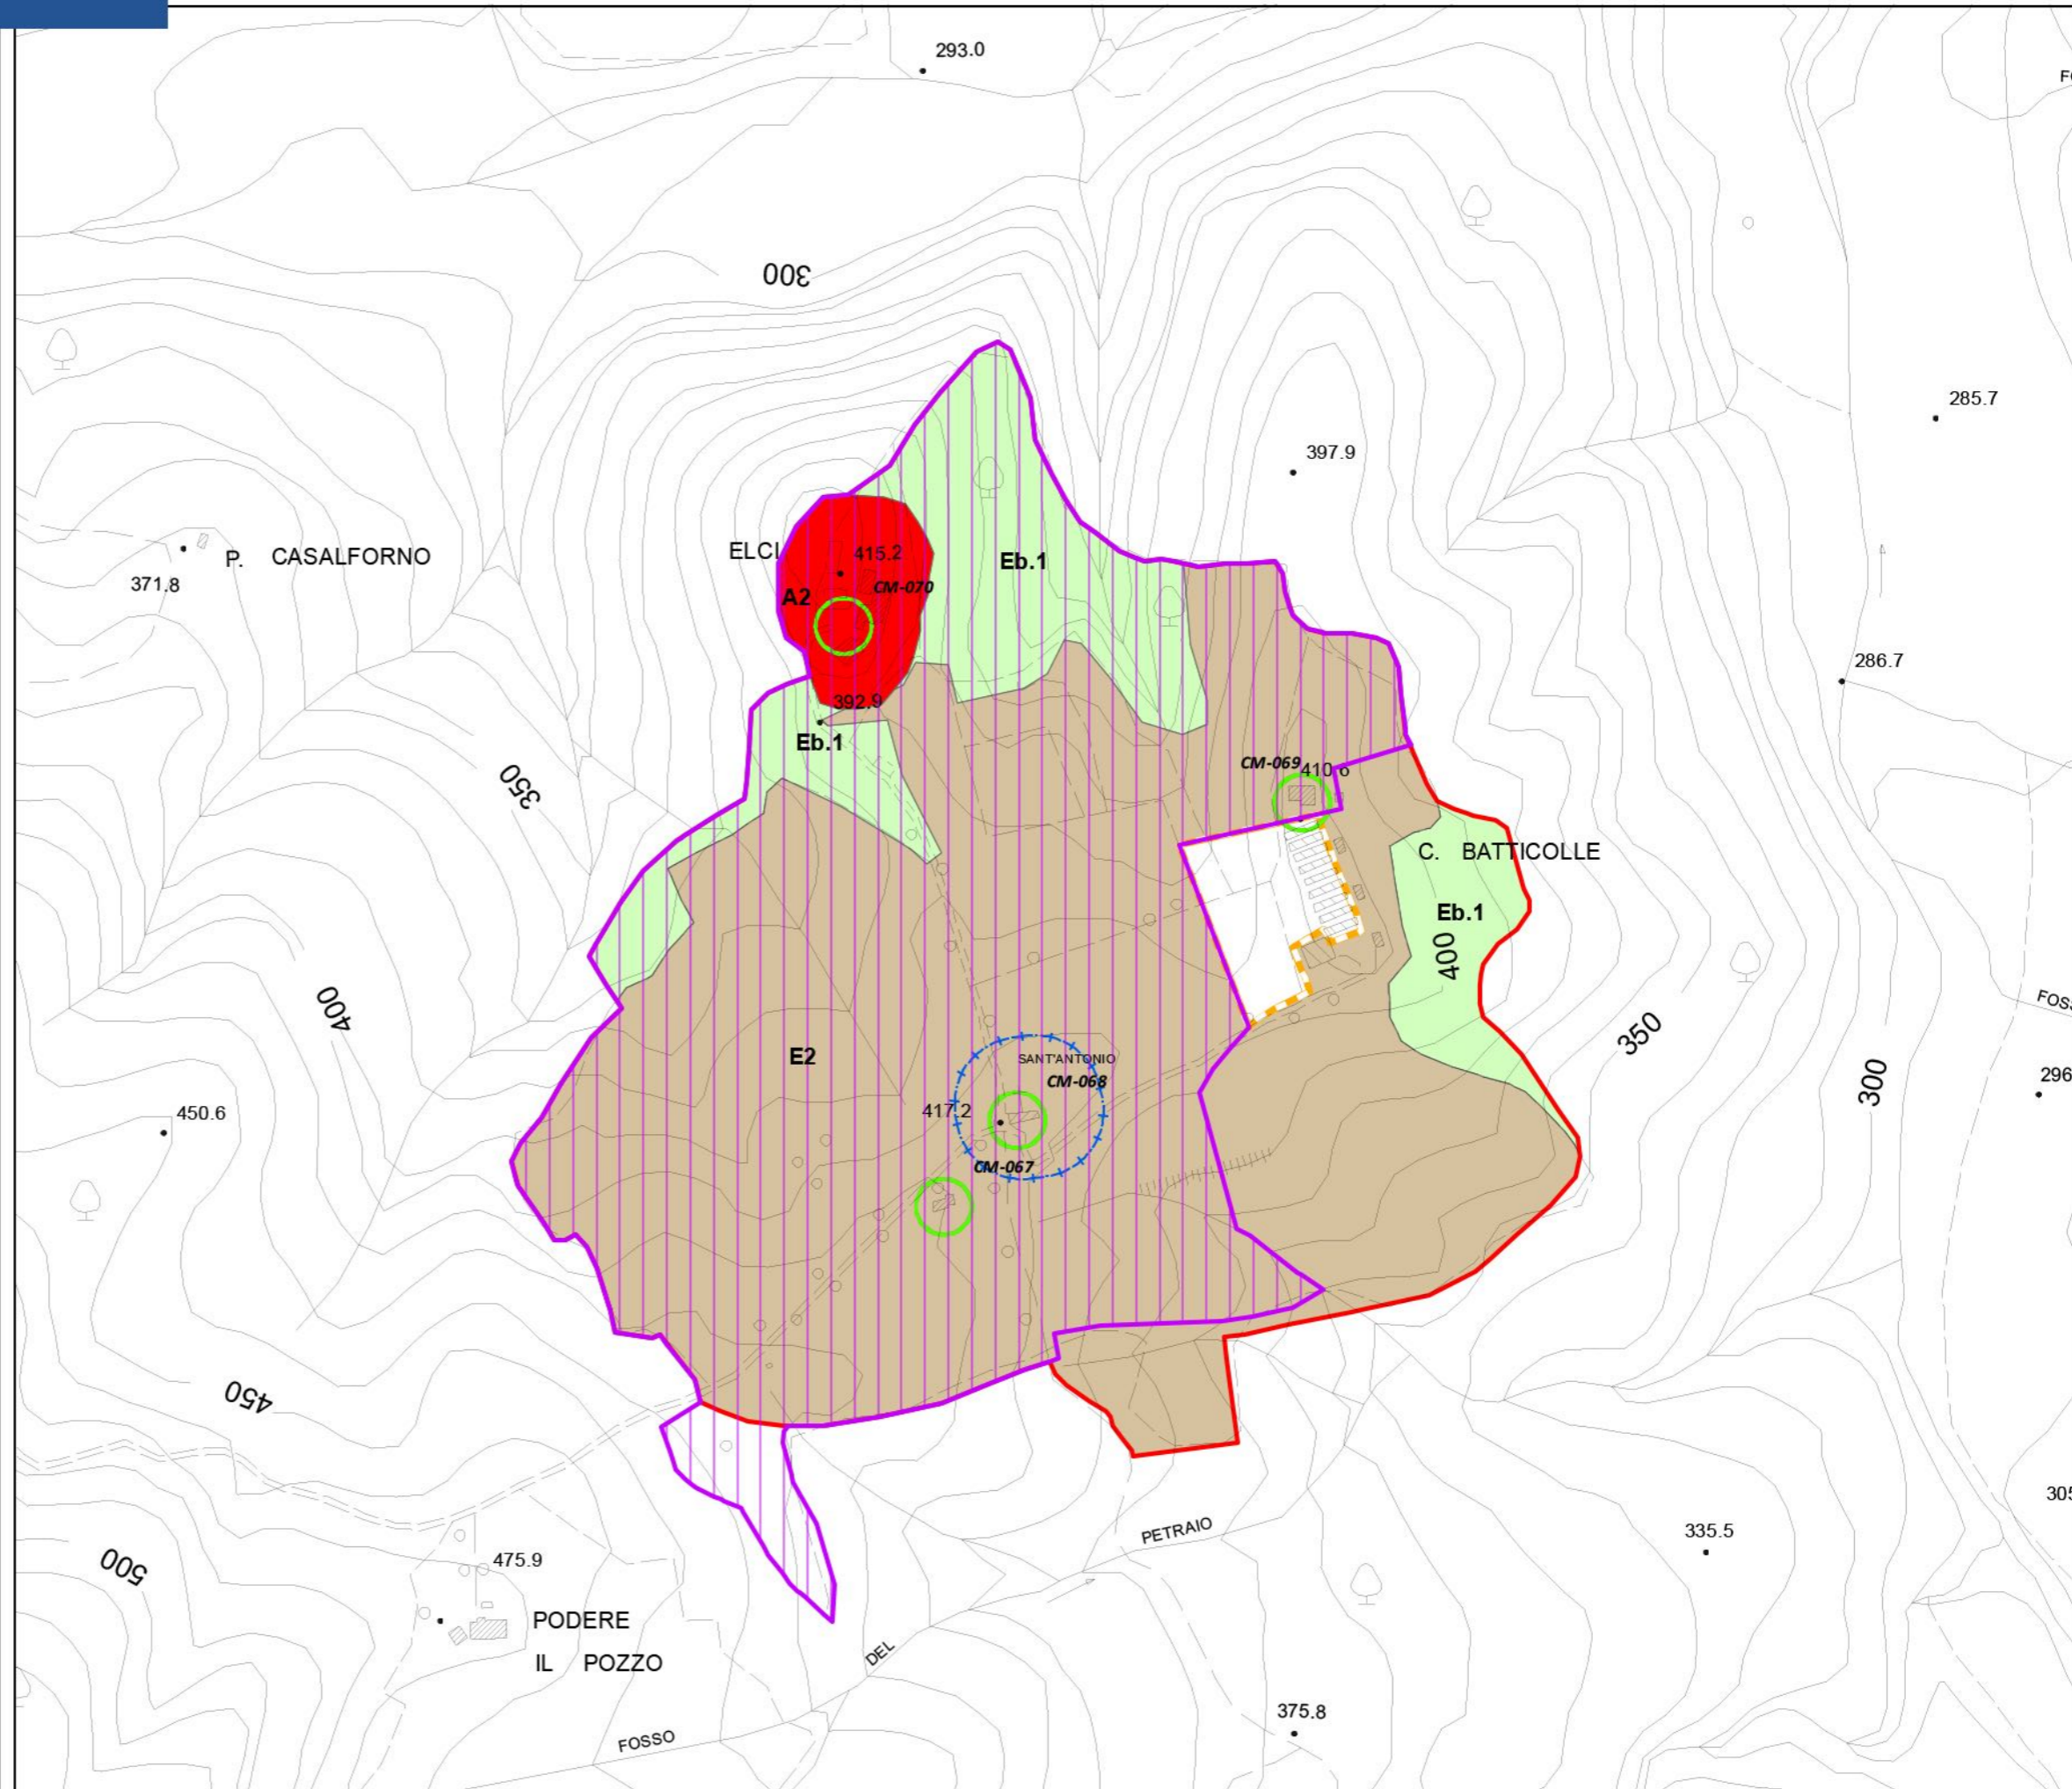 293.0
300
285.7
397.9
ELCI
415.2
P. CASALFORNO
371.8
CM-070
A2
Eb.1
286.7
392.9
Eb.1
CM-069
350
C. BATTICOLLE
Eb.1
400
400
FOS
350
E2
SANT'ANTONIO
CM-068
300
296
450.6
417.2
CM-067
450
305
PETRAIO
335.5
500
475.9
PODERE
IL POZZO
DEL
375.8
FOSSO